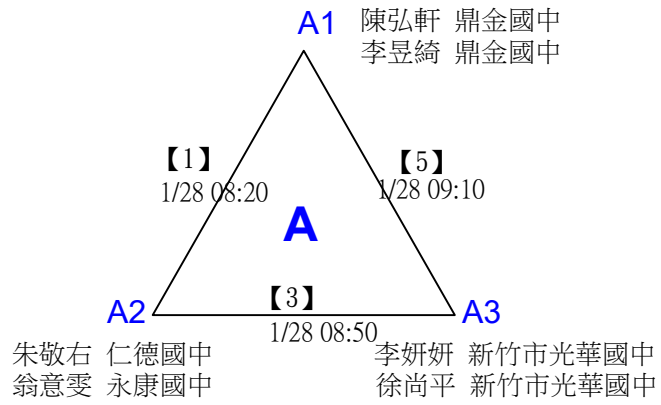 A1 陳弘軒 鼎金國中
李昱綺 鼎金國中
【1】
1/28 08:20
【5】
1/28 09:10
A
【3】
1/28 08:50
A2
A3
朱敬右 仁德國中
翁意雯 永康國中
李妍妍 新竹市光華國中
徐尚平 新竹市光華國中